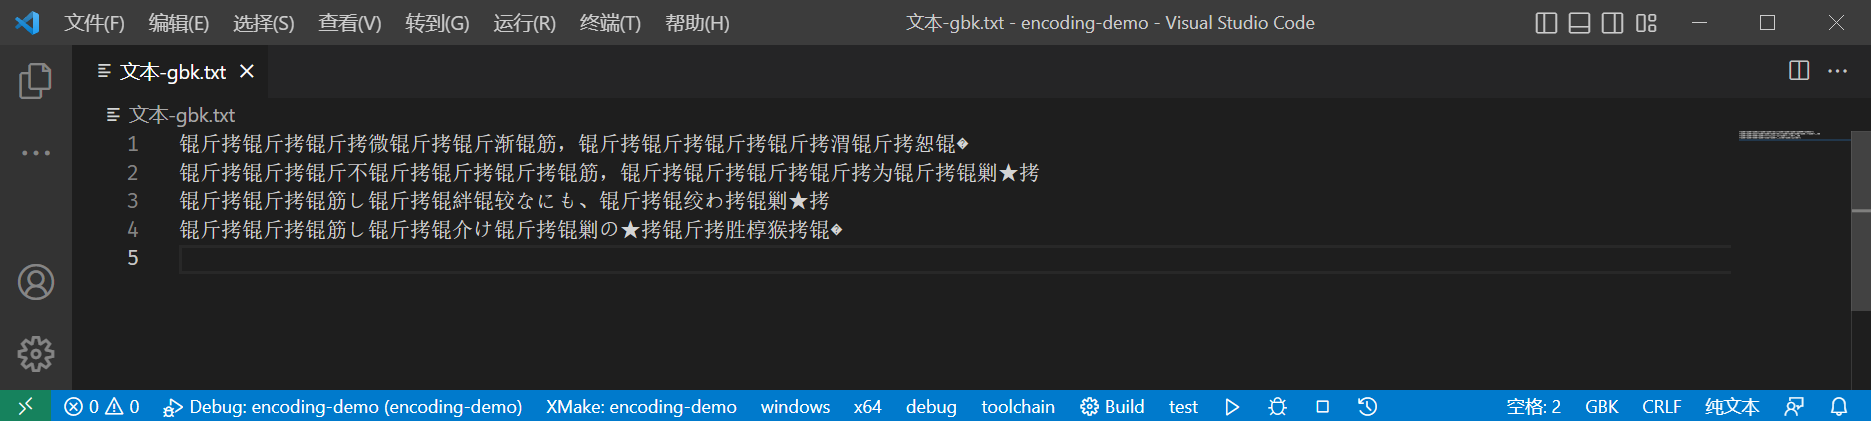 文件(F) 编辑(E) 选择(S) 查看(V) 转到(G) 运行(R) 终端(T) 帮助(H) 文本-gbk.txt - encoding-demo - Visual Studio Code
文本-gbk.txt
文本-gbk.txt
1 锟斤拷锟斤拷锟斤拷微锟斤拷锟斤渐锟筋，锟斤拷锟斤拷锟斤拷锟斤拷渭锟斤拷恕锟�
2 锟斤拷锟斤拷锟斤不锟斤拷锟斤拷锟斤拷锟筋，锟斤拷锟斤拷锟斤拷锟斤拷为锟斤拷锟剿★拷
3 锟斤拷锟斤拷锟筋し锟斤拷锟絆锟较なにも、锟斤拷锟绞わ拷锟剿★拷
4 锟斤拷锟斤拷锟筋し锟斤拷锟介け锟斤拷锟剿の★拷锟斤拷胜椁猴拷锟�
5
0 0 Debug: encoding-demo (encoding-demo) XMake: encoding-demo windows x64 debug toolchain Build test 空格: 2 GBK CRLF 纯文本